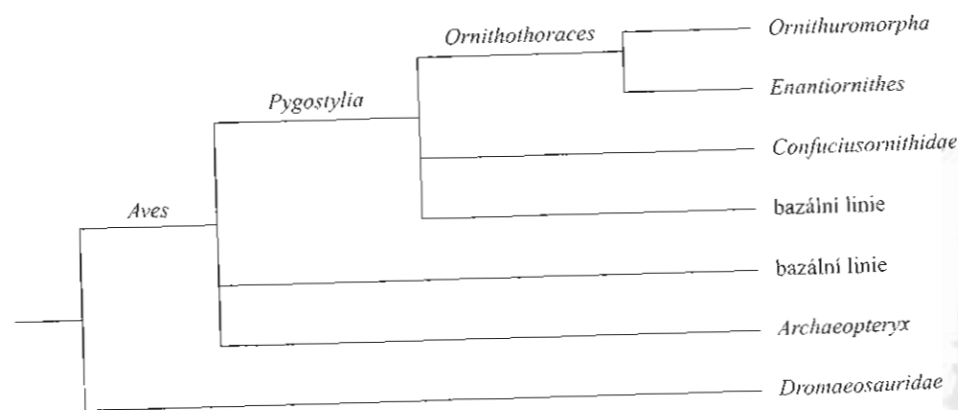 Ornithothoraces
Ornithuromorpha
Enantiornithes
Pygostylia
Confuciusornithidae
Aves
bazální linie
bazální linie
Archaeopteryx
Dromaeosauridae